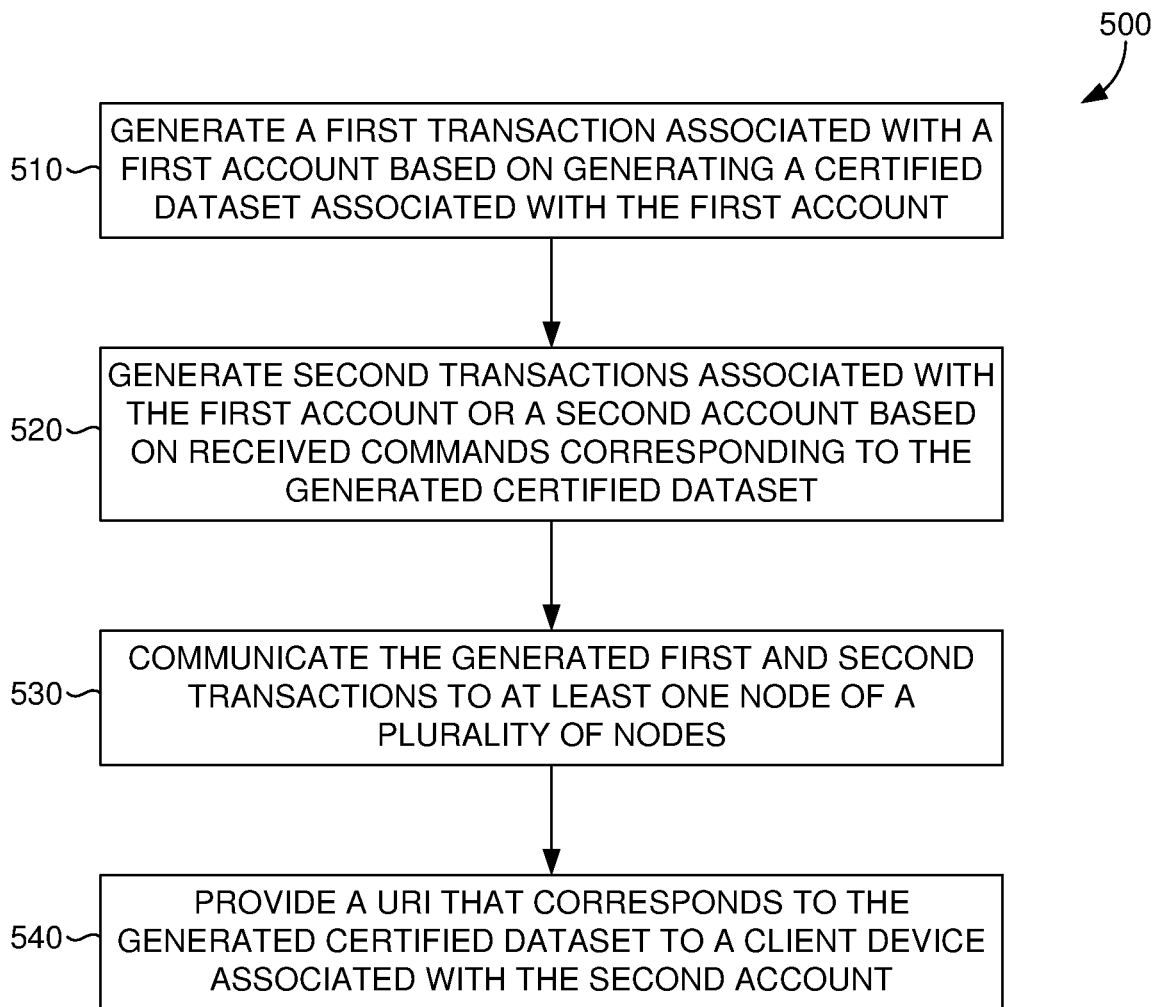 500
510
GENERATE A FIRST TRANSACTION ASSOCIATED WITH A
FIRST ACCOUNT BASED ON GENERATING A CERTIFIED
DATASET ASSOCIATED WITH THE FIRST ACCOUNT
520
GENERATE SECOND TRANSACTIONS ASSOCIATED WITH
THE FIRST ACCOUNT OR A SECOND ACCOUNT BASED
ON RECEIVED COMMANDS CORRESPONDING TO THE
GENERATED CERTIFIED DATASET
530
COMMUNICATE THE GENERATED FIRST AND SECOND
TRANSACTIONS TO AT LEAST ONE NODE OF A
PLURALITY OF NODES
540
PROVIDE A URI THAT CORRESPONDS TO THE
GENERATED CERTIFIED DATASET TO A CLIENT DEVICE
ASSOCIATED WITH THE SECOND ACCOUNT